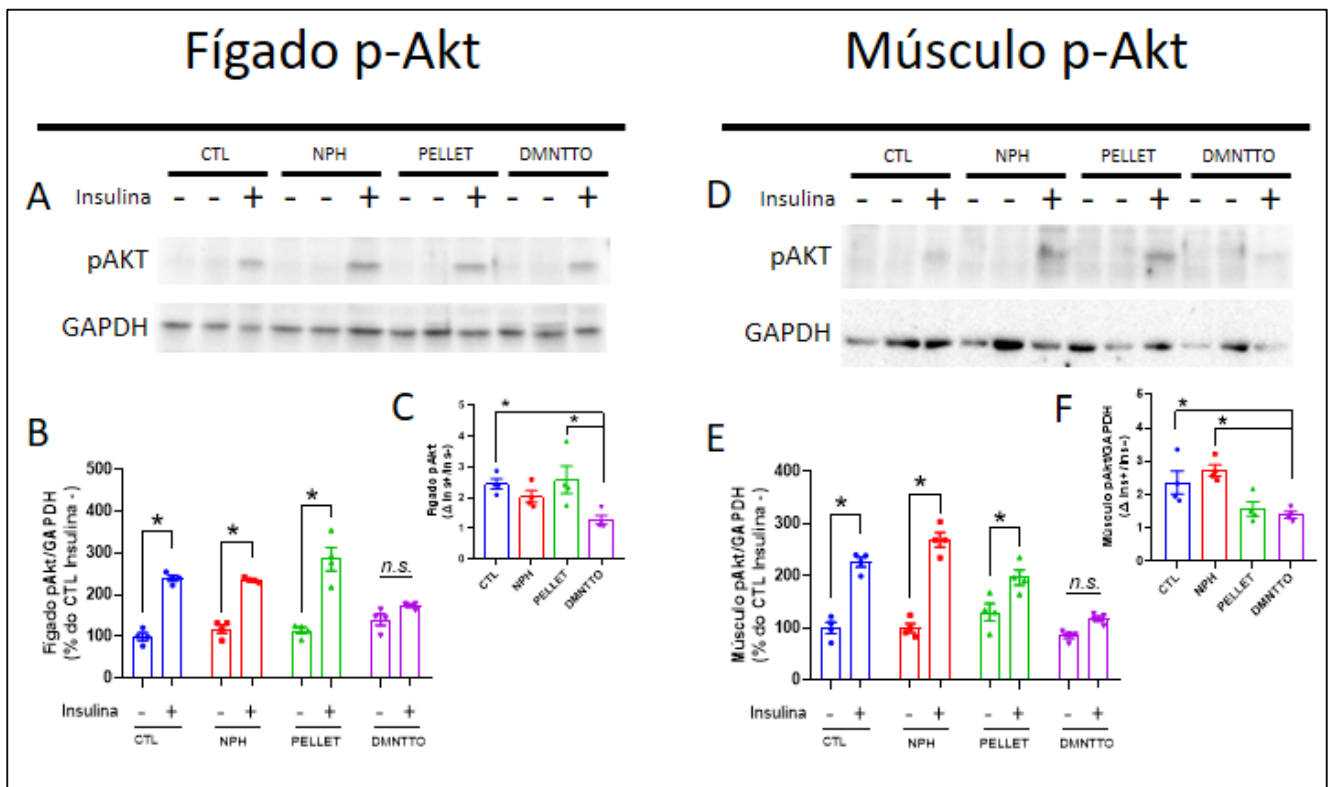 Fígado p-Akt
Músculo p-Akt
CTL NPH PELLET DMNTTO
A Insulina - - + - - + - - + - - +
pAKT
GAPDH
CTL NPH PELLET DMNTTO
D Insulina - - + - - + - - + - - +
pAKT
GAPDH
B
Fígado pAkt/GAPDH
(% do CTL Insulina -)
500
400
300
200
100
0
* * * n.s.
Insulina - + - + - + - +
CTL NPH PELLET DMNTTO
C
Fígado pAkt
(Δ Ins+/Ins-)
5
4
3
2
1
0
* *
CTL NPH PELLET DMNTTO
E
Músculo pAkt/GAPDH
(% do CTL Insulina -)
400
300
200
100
0
* * * n.s.
Insulina - + - + - + - +
CTL NPH PELLET DMNTTO
F
Músculo pAkt/GAPDH
(Δ Ins+/Ins-)
5
4
3
2
1
0
* *
CTL NPH PELLET DMNTTO